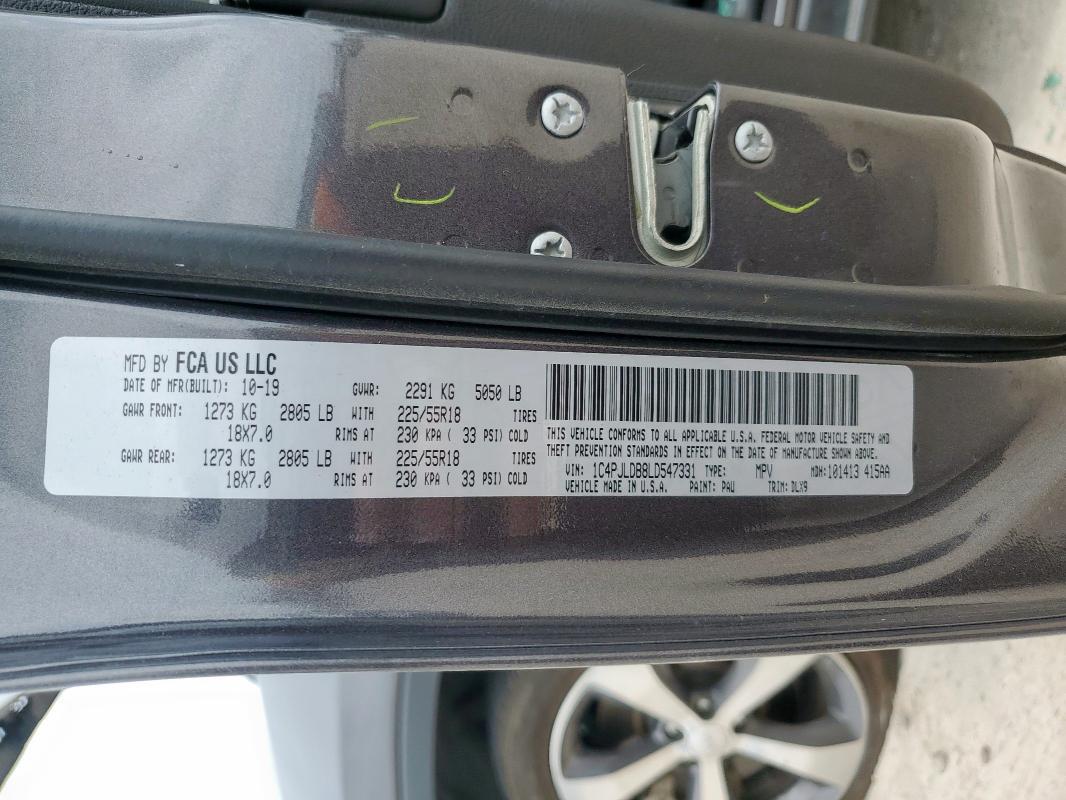 MFD BY FCA US LLC
DATE OF MFR(BUILT): 10-19 GVWR: 2291 KG 5050 LB
GAWR FRONT: 1273 KG 2805 LB WITH 225/55R18 TIRES
18X7.0 RIMS AT 230 KPA ( 33 PSI) COLD
GAWR REAR: 1273 KG 2805 LB WITH 225/55R18 TIRES
18X7.0 RIMS AT 230 KPA ( 33 PSI) COLD
THIS VEHICLE CONFORMS TO ALL APPLICABLE U.S.A. FEDERAL MOTOR VEHICLE SAFETY AND
THEFT PREVENTION STANDARDS IN EFFECT ON THE DATE OF MANUFACTURE SHOWN ABOVE.
VIN: 1C4PJLDB8LD547331 TYPE: MPV MDH: 101413 415AA
VEHICLE MADE IN U.S.A. PAINT: PAU TRIM: DLX9